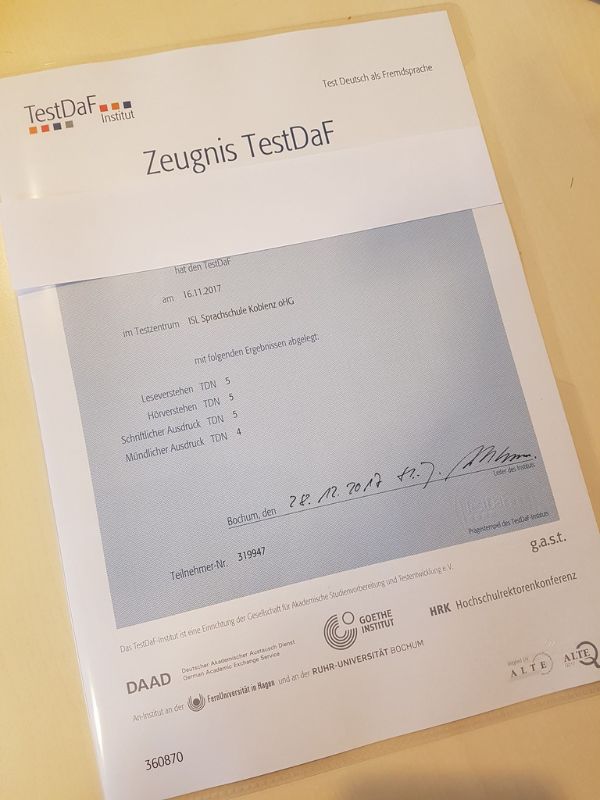 TestDaF
Institut
Test Deutsch als Fremdsprache
Zeugnis TestDaF
hat den TestDaF
am 16.11.2017
im Testzentrum ISL Sprachschule Koblenz oHG
mit folgenden Ergebnissen abgelegt:
Leseverstehen TDN 5
Hörverstehen TDN 5
Schriftlicher Ausdruck TDN 5
Mündlicher Ausdruck TDN 4
Bochum, den 28.12.2017
Leiter des Instituts
Prägestempel des TestDaF-Instituts
Teilnehmer-Nr. 319947
g.a.s.t.
Das TestDaF-Institut ist eine Einrichtung der Gesellschaft für Akademische Studienvorbereitung und Testentwicklung e. V.
DAAD Deutscher Akademischer Austausch Dienst
German Academic Exchange Service
GOETHE
INSTITUT
HRK Hochschulrektorenkonferenz
An-Institut an der FernUniversität in Hagen und an der RUHR-UNIVERSITÄT BOCHUM
ALTE
ALTE
360870